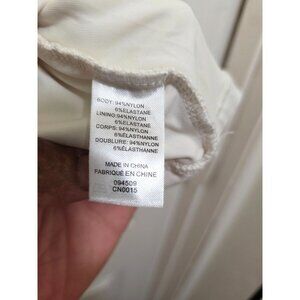 BODY: 94%NYLON
6%ELASTANE
LINING: 94%NYLON
6%ELASTANE
CORPS: 94%NYLON
6%ÉLASTHANNE
DOUBLURE: 94%NYLON
6%ÉLASTHANNE
MADE IN CHINA
FABRIQUÉ EN CHINE
094509
CN0015